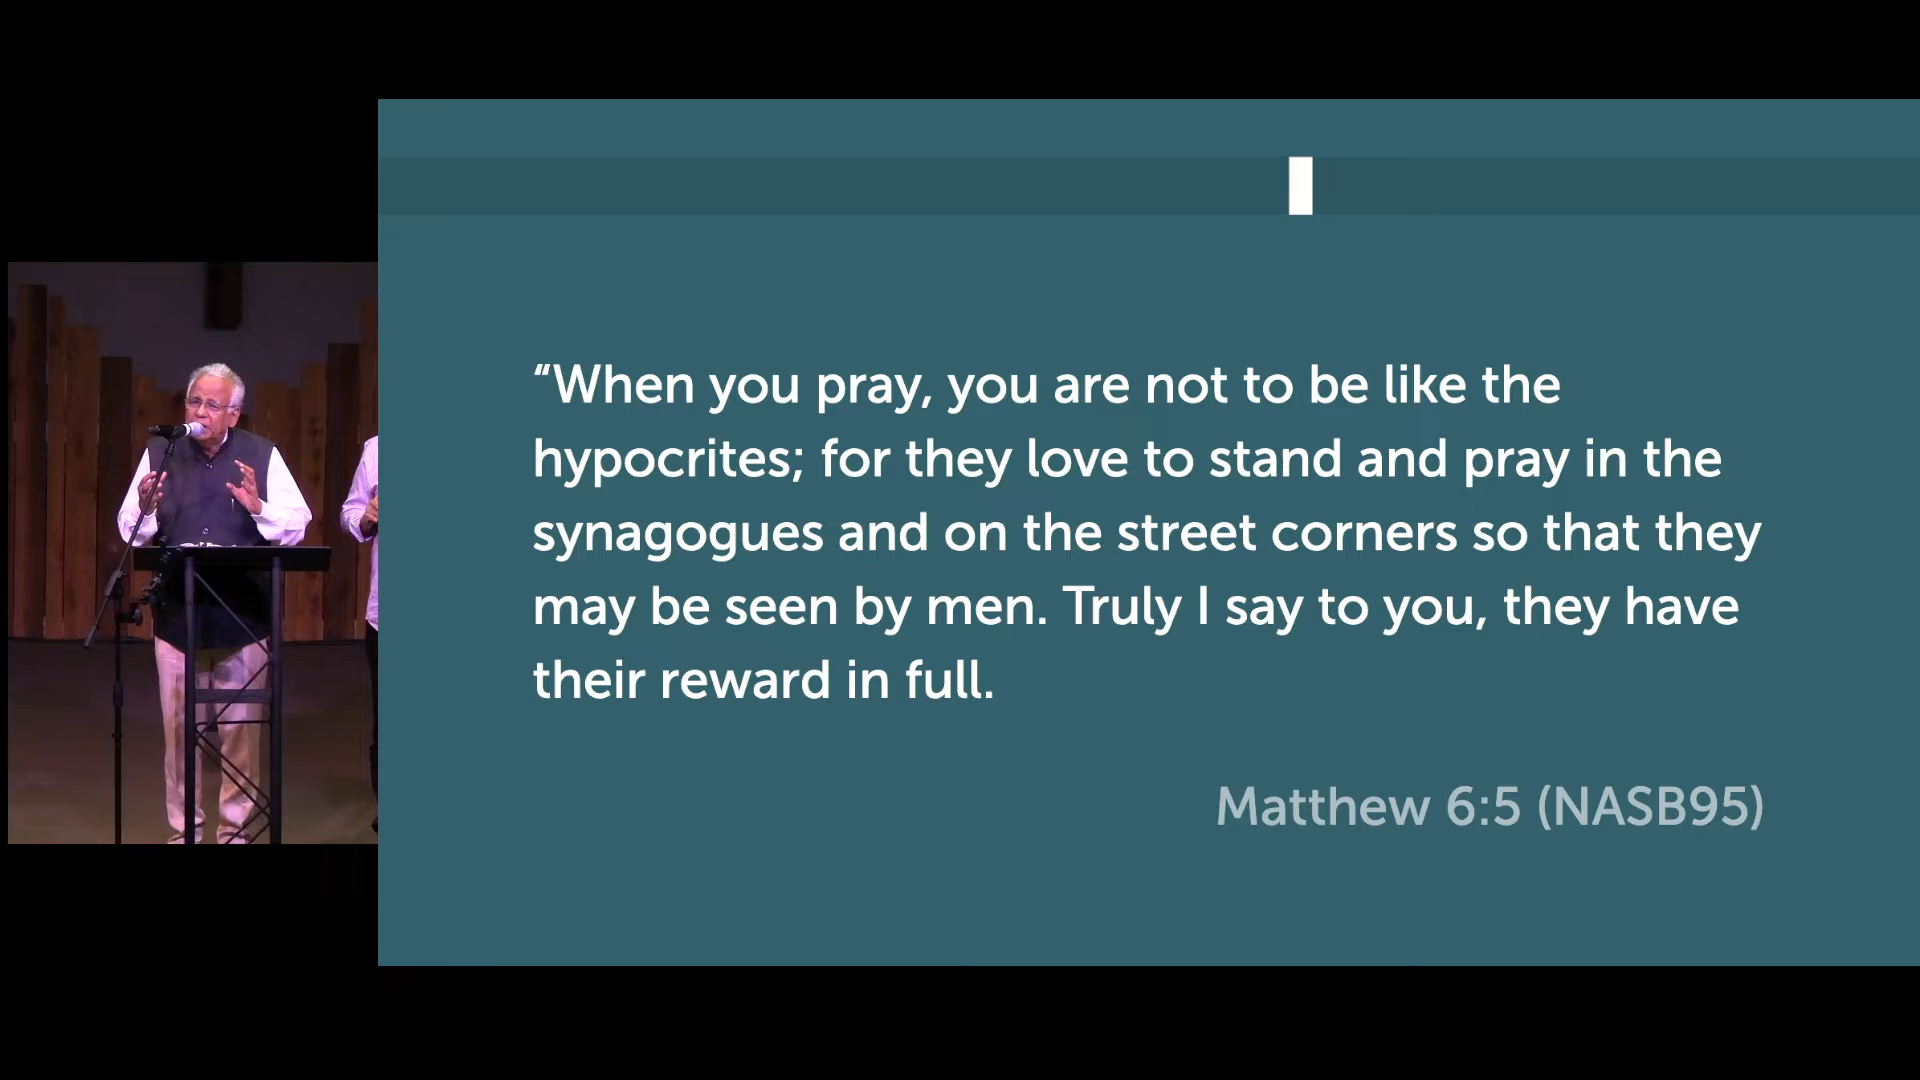 “When you pray, you are not to be like the
hypocrites; for they love to stand and pray in the
synagogues and on the street corners so that they
may be seen by men. Truly I say to you, they have
their reward in full.
Matthew 6:5 (NASB95)